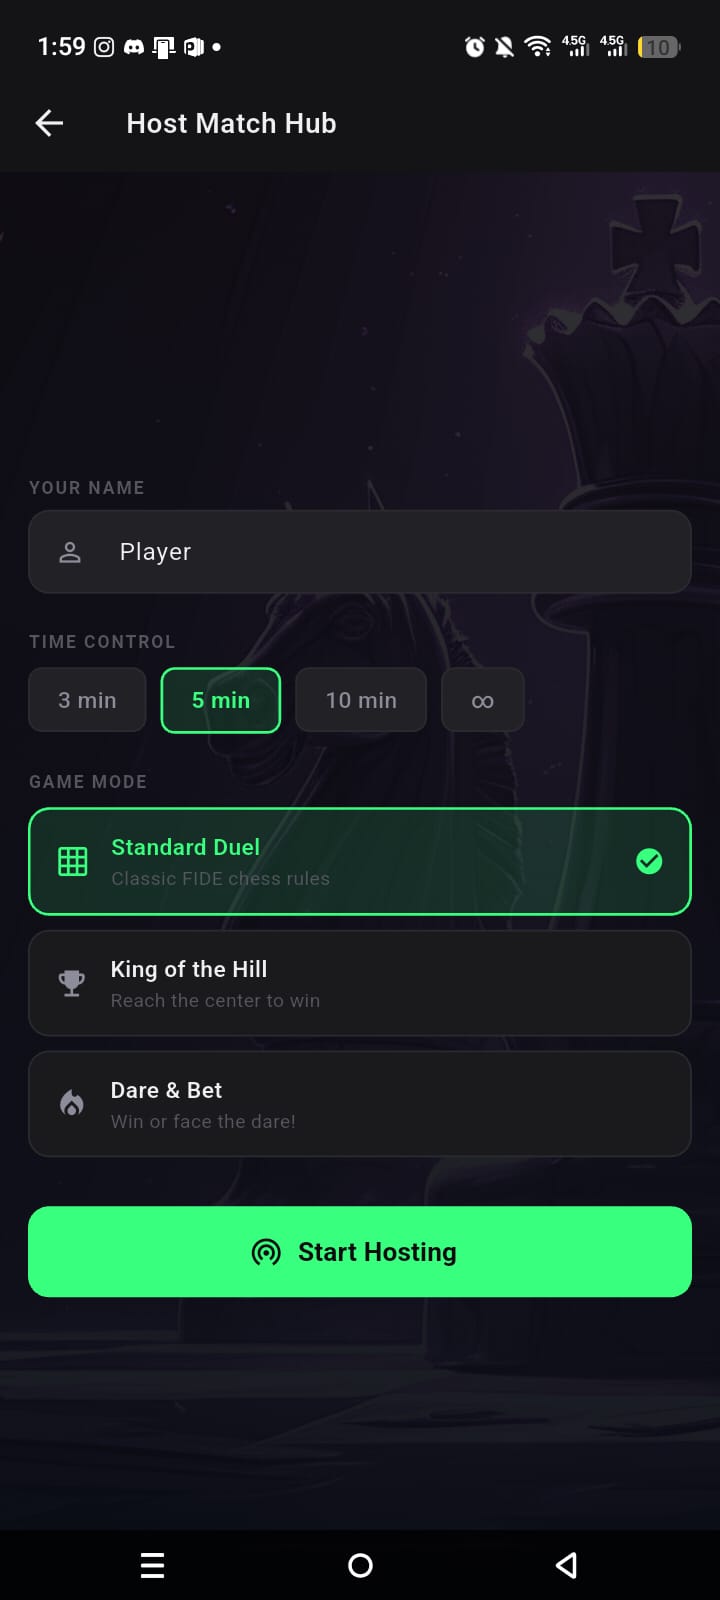 1:59
4.5G 4.5G 10
Host Match Hub
YOUR NAME
Player
TIME CONTROL
3 min 5 min 10 min ∞
GAME MODE
Standard Duel
Classic FIDE chess rules
King of the Hill
Reach the center to win
Dare & Bet
Win or face the dare!
Start Hosting